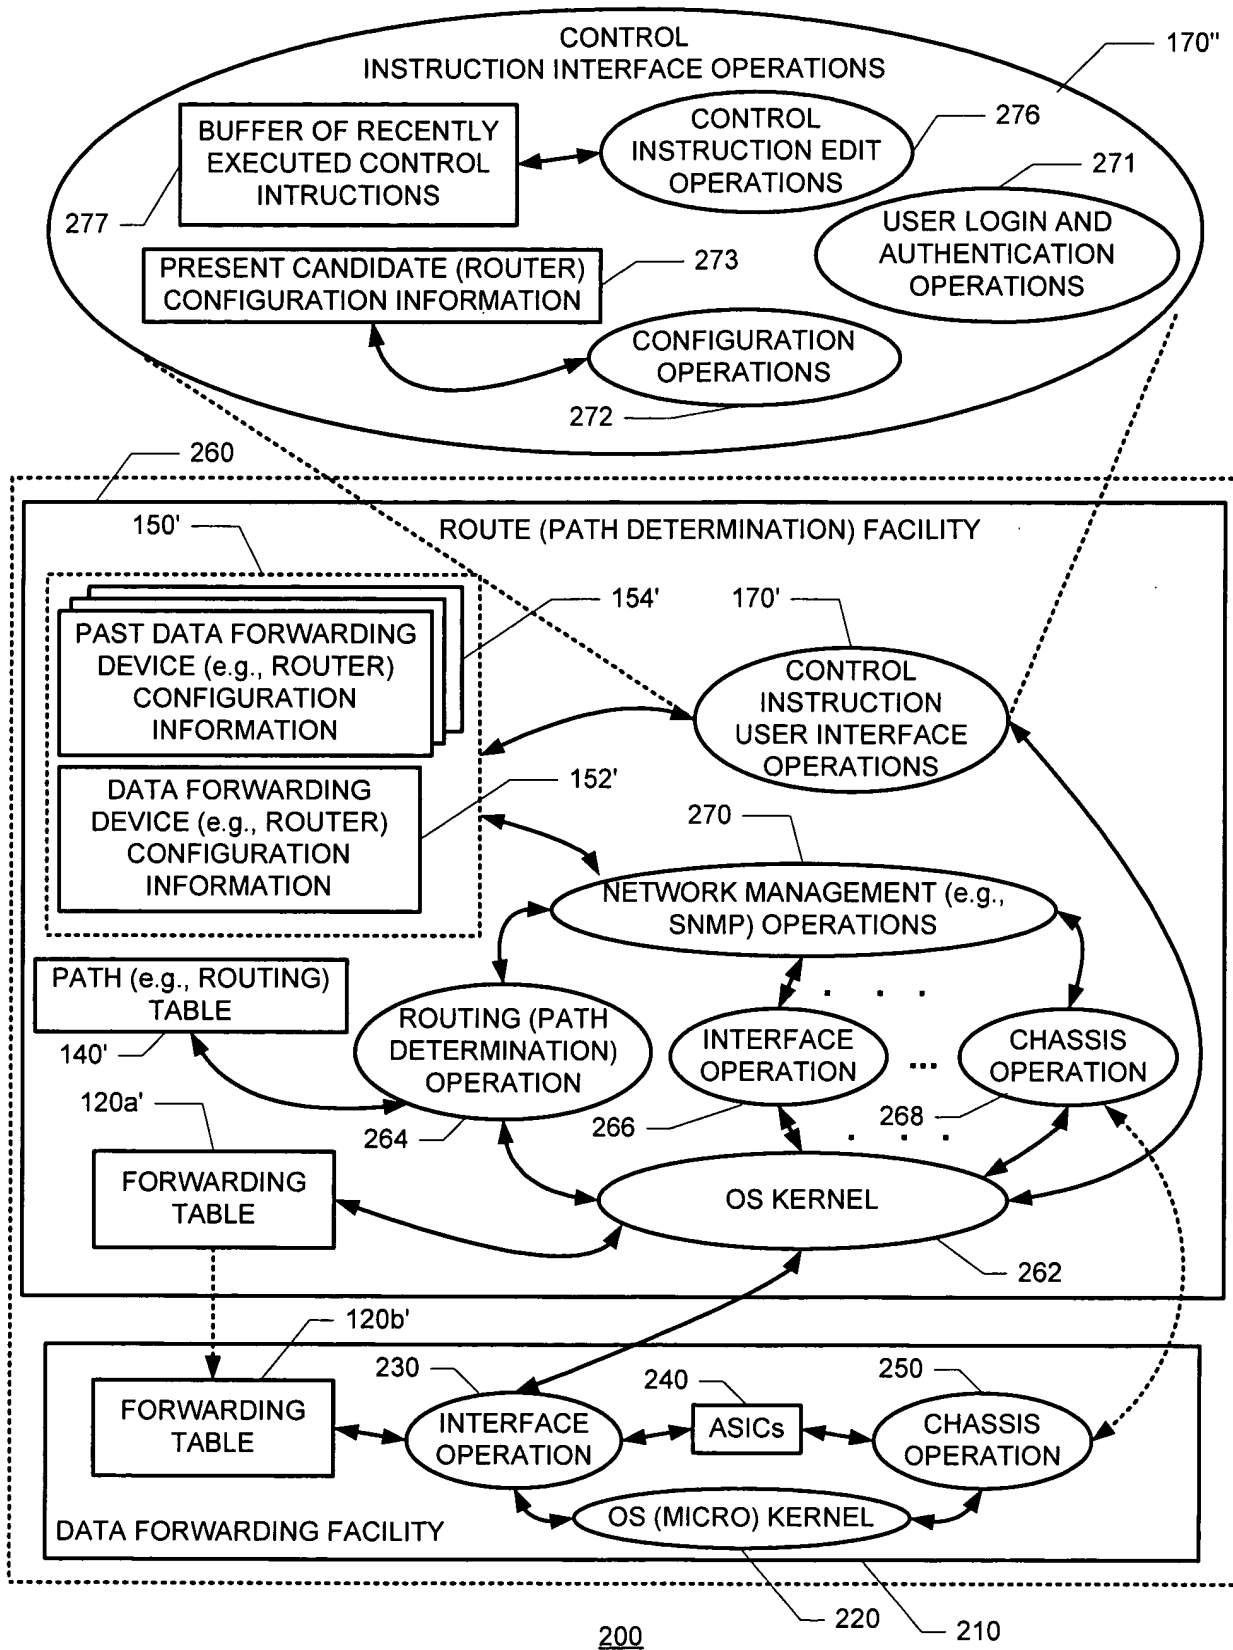 CONTROL
INSTRUCTION INTERFACE OPERATIONS
170"
BUFFER OF RECENTLY
EXECUTED CONTROL
INTRUCTIONS
277
CONTROL
INSTRUCTION EDIT
OPERATIONS
276
271
USER LOGIN AND
AUTHENTICATION
OPERATIONS
PRESENT CANDIDATE (ROUTER)
CONFIGURATION INFORMATION
273
CONFIGURATION
OPERATIONS
272
260
ROUTE (PATH DETERMINATION) FACILITY
150'
154'
PAST DATA FORWARDING
DEVICE (e.g., ROUTER)
CONFIGURATION
INFORMATION
170'
CONTROL
INSTRUCTION
USER INTERFACE
OPERATIONS
152'
DATA FORWARDING
DEVICE (e.g., ROUTER)
CONFIGURATION
INFORMATION
270
NETWORK MANAGEMENT (e.g.,
SNMP) OPERATIONS
. . .
PATH (e.g., ROUTING)
TABLE
140'
ROUTING (PATH
DETERMINATION)
OPERATION
264
INTERFACE
OPERATION
266
...
CHASSIS
OPERATION
268
. . .
120a'
FORWARDING
TABLE
OS KERNEL
262
120b'
FORWARDING
TABLE
230
INTERFACE
OPERATION
240
ASICs
250
CHASSIS
OPERATION
OS (MICRO) KERNEL
DATA FORWARDING FACILITY
220
210
200